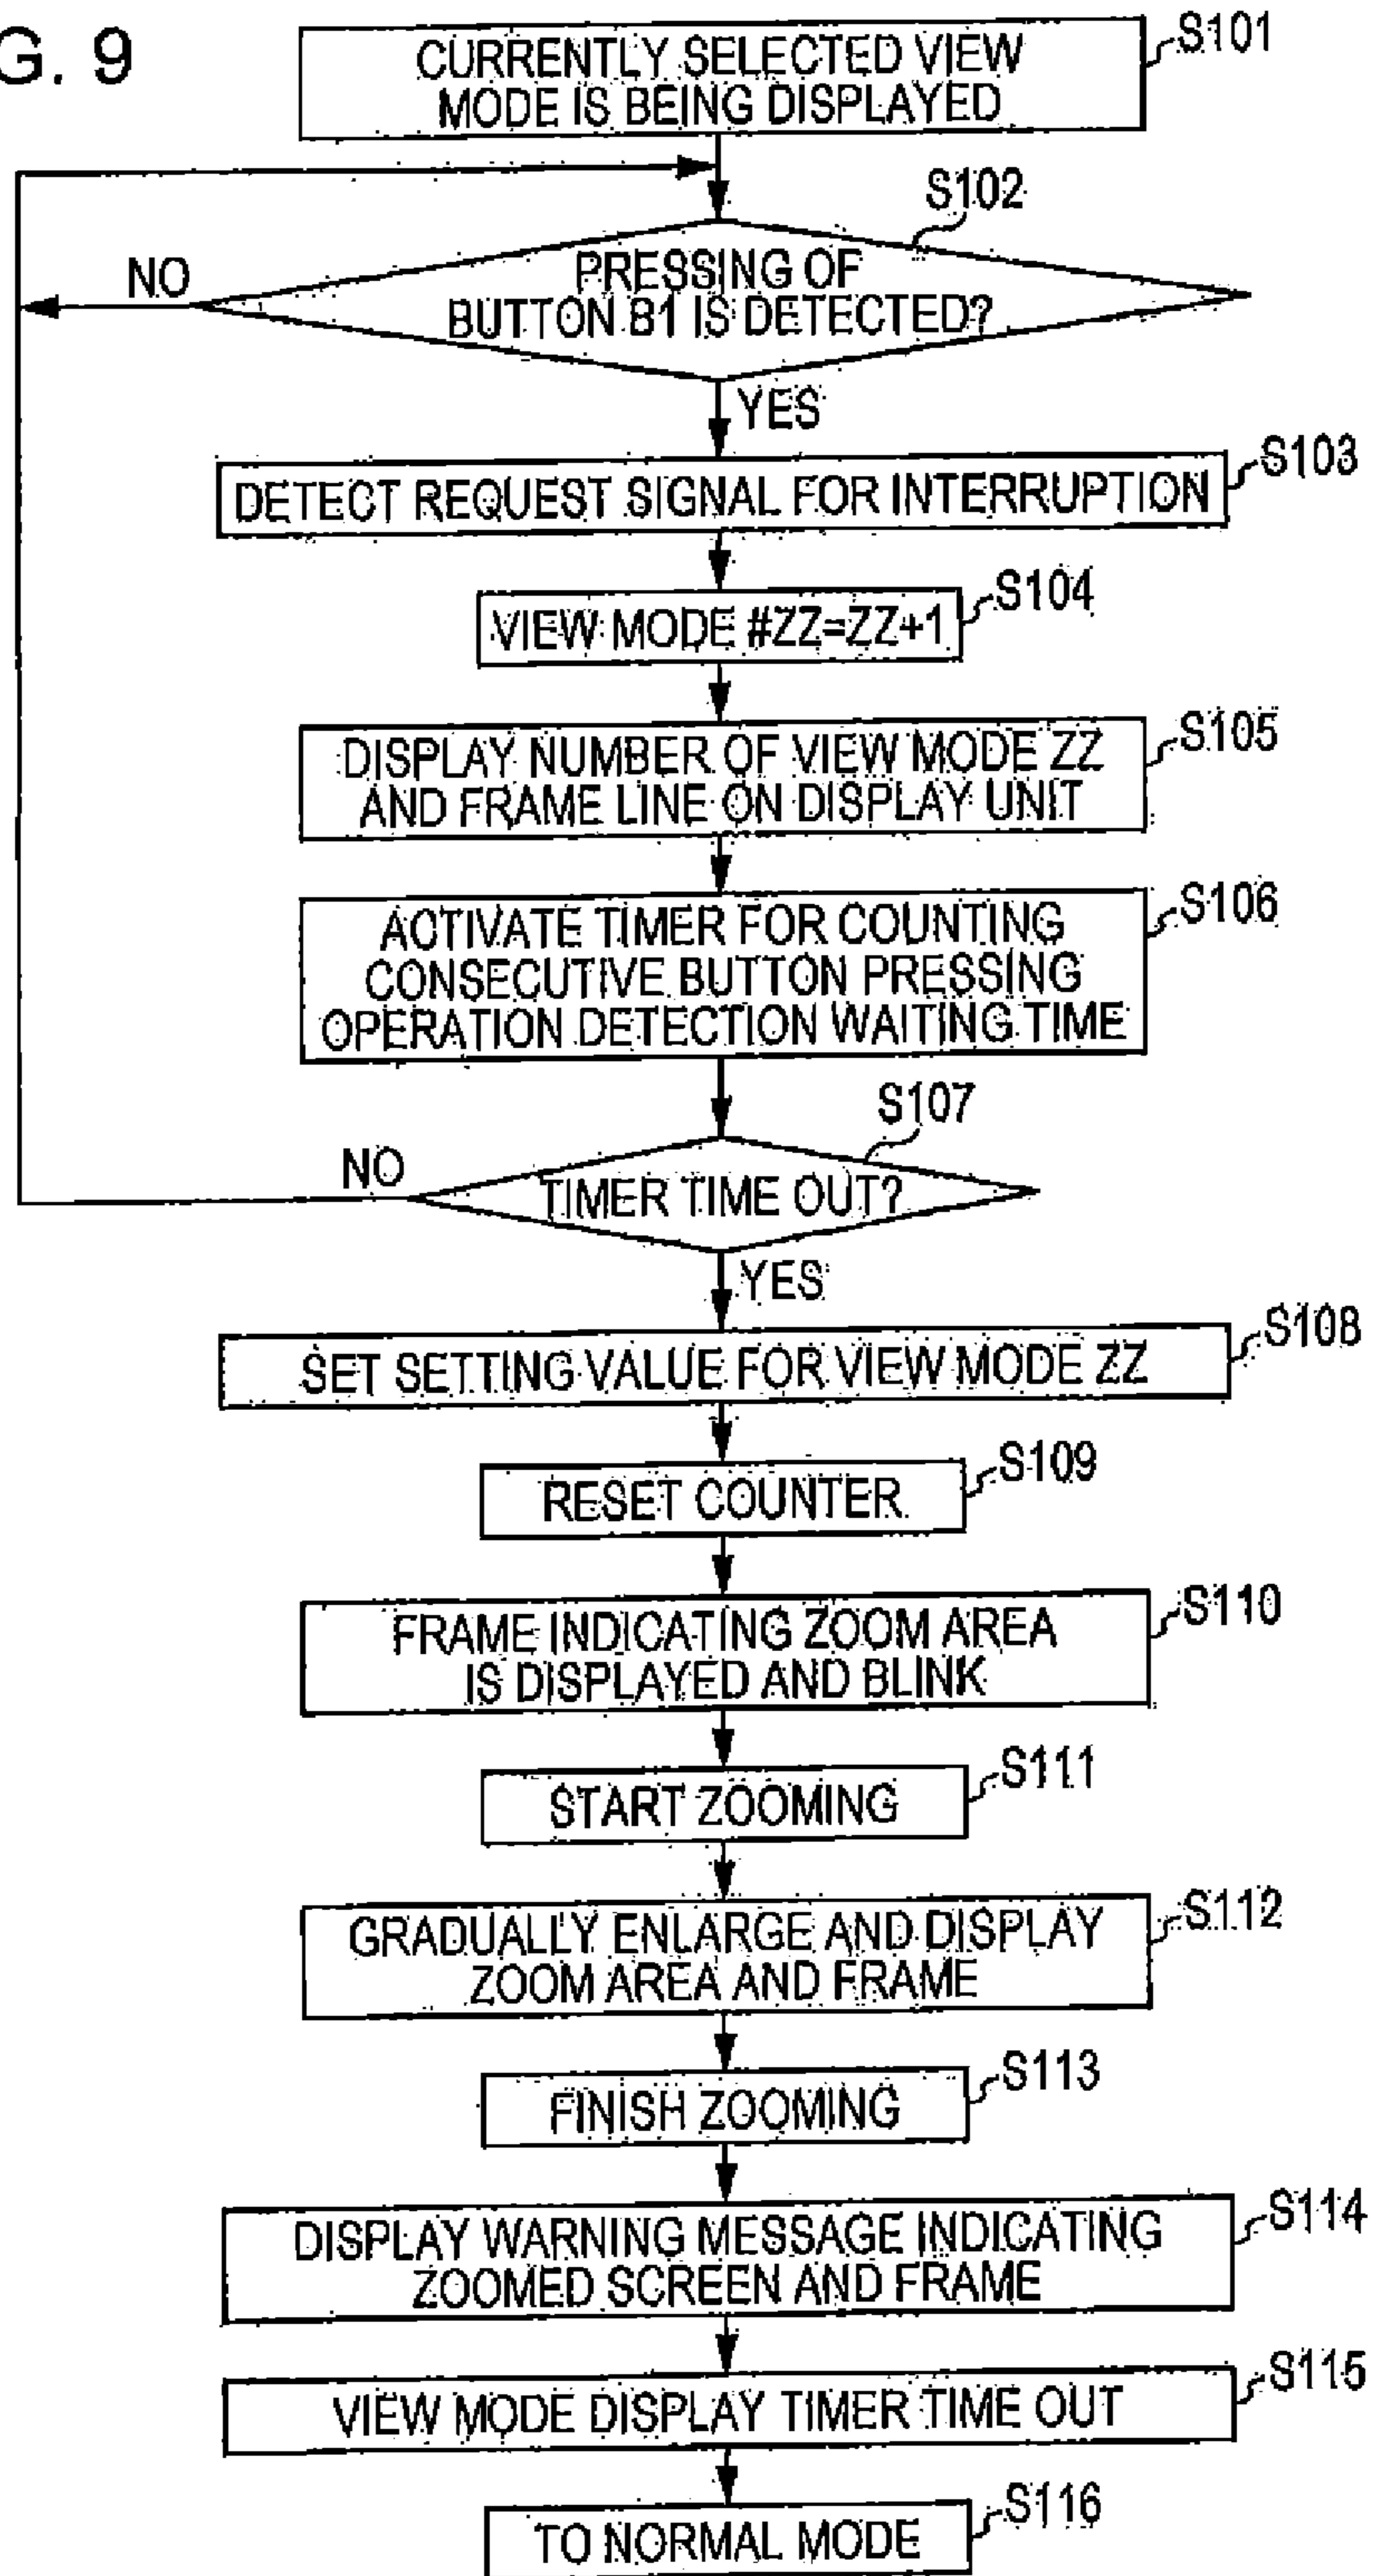 G. 9
CURRENTLY SELECTED VIEW
MODE IS BEING DISPLAYED
S101
S102
PRESSING OF
BUTTON B1 IS DETECTED?
NO
YES
DETECT REQUEST SIGNAL FOR INTERRUPTION
S103
VIEW MODE #ZZ=ZZ+1
S104
DISPLAY NUMBER OF VIEW MODE ZZ
AND FRAME LINE ON DISPLAY UNIT
S105
ACTIVATE TIMER FOR COUNTING
CONSECUTIVE BUTTON PRESSING
OPERATION DETECTION WAITING TIME
S106
S107
NO
TIMER TIME OUT?
YES
SET SETTING VALUE FOR VIEW MODE ZZ
S108
RESET COUNTER
S109
FRAME INDICATING ZOOM AREA
IS DISPLAYED AND BLINK
S110
START ZOOMING
S111
GRADUALLY ENLARGE AND DISPLAY
ZOOM AREA AND FRAME
S112
FINISH ZOOMING
S113
DISPLAY WARNING MESSAGE INDICATING
ZOOMED SCREEN AND FRAME
S114
VIEW MODE DISPLAY TIMER TIME OUT
S115
TO NORMAL MODE
S116